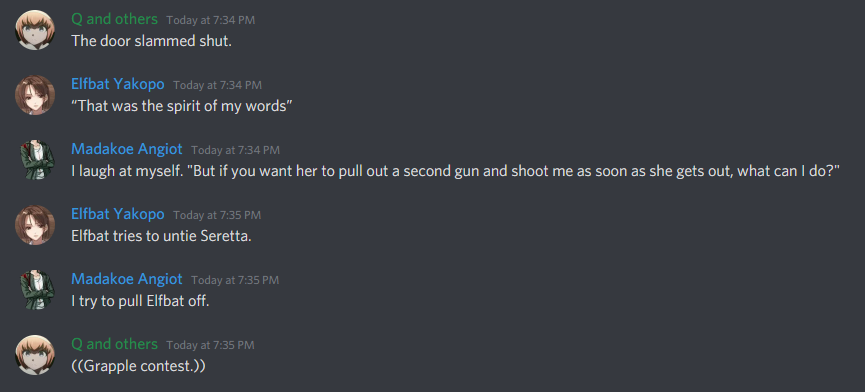 Q and others Today at 7:34 PM
The door slammed shut.
Elfbat Yakopo Today at 7:34 PM
“That was the spirit of my words”
Madakoe Angiot Today at 7:34 PM
I laugh at myself. "But if you want her to pull out a second gun and shoot me as soon as she gets out, what can I do?"
Elfbat Yakopo Today at 7:35 PM
Elfbat tries to untie Seretta.
Madakoe Angiot Today at 7:35 PM
I try to pull Elfbat off.
Q and others Today at 7:35 PM
((Grapple contest.))